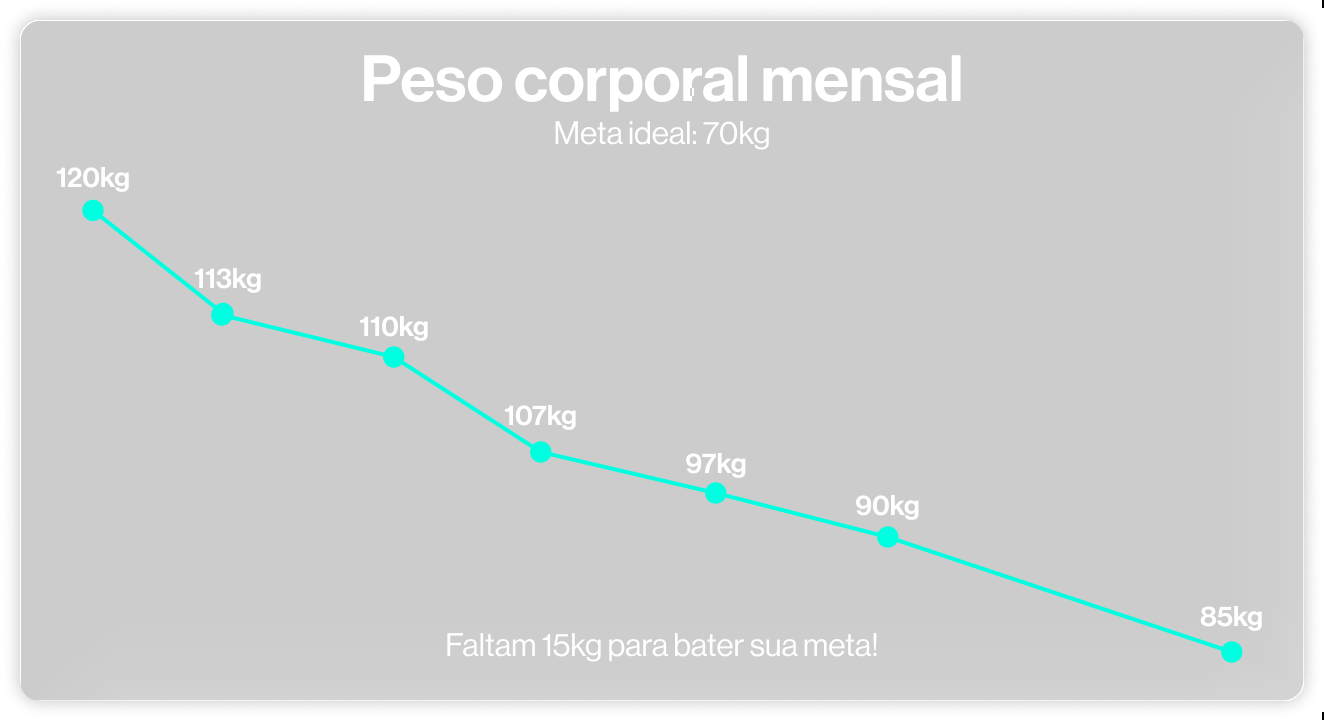 Peso corporal mensal
Meta ideal: 70kg
120kg
113kg
110kg
107kg
97kg
90kg
85kg
Faltam 15kg para bater sua meta!